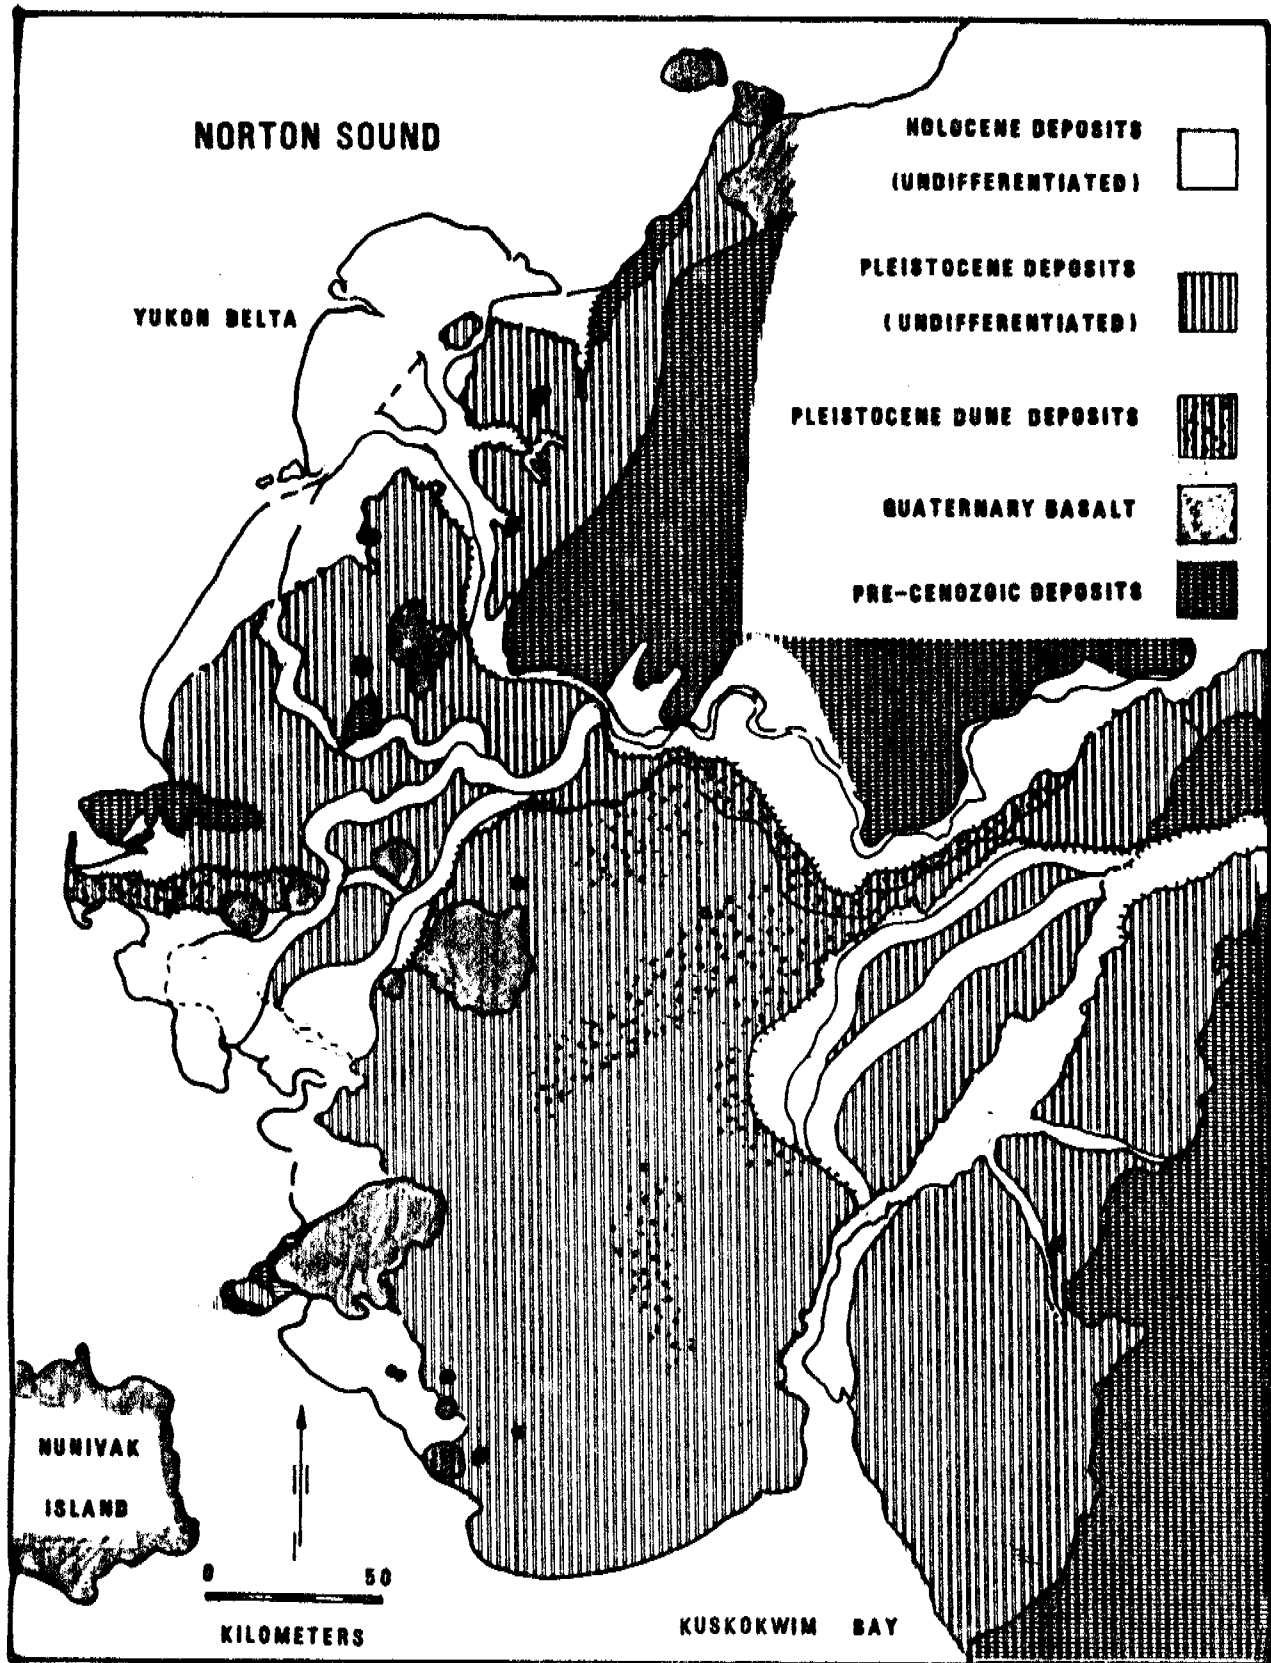 NORTON SOUND
HOLOCENE DEPOSITS
(UNDIFFERENTIATED)
PLEISTOCENE DEPOSITS
(UNDIFFERENTIATED)
YUKON DELTA
PLEISTOCENE DUNE DEPOSITS
QUATERNARY BASALT
PRE-CENOZOIC DEPOSITS
NUNIVAK
ISLAND
0 50
KILOMETERS
KUSKOKWIM BAY